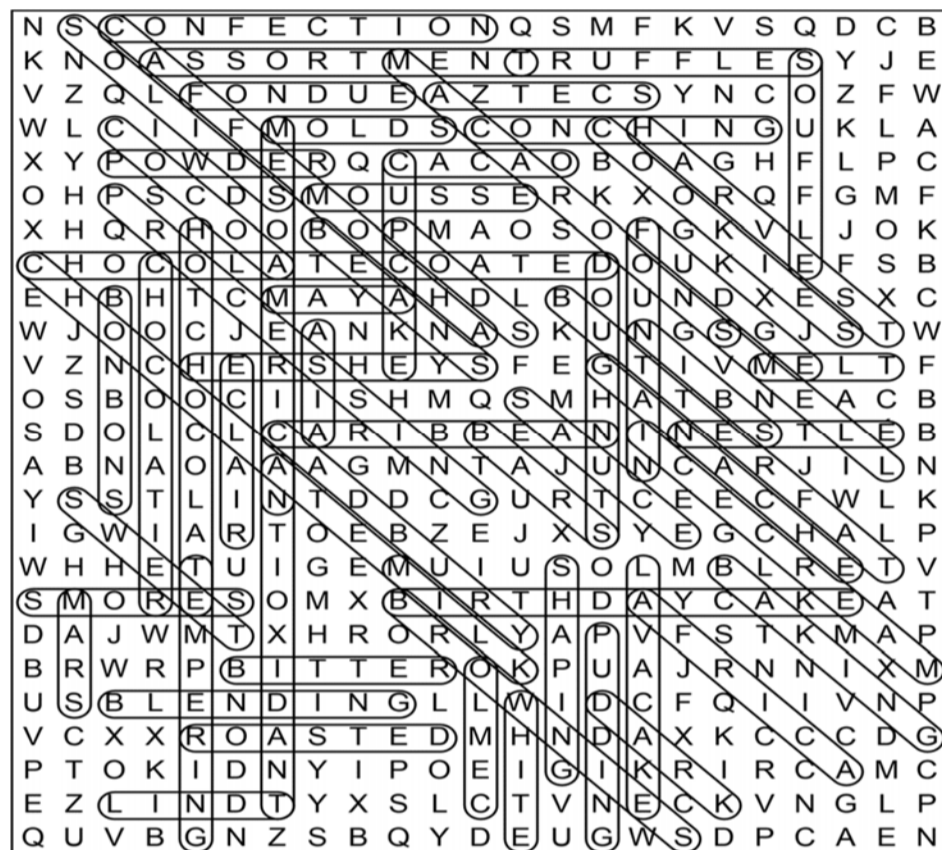 N S C O N F E C T I O N Q S M F K V S Q D C B
K N O A S S O R T M E N T R U F F L E S Y J E
V Z Q L F O N D U E A Z T E C S Y N C O Z F W
W L C I I F M O L D S C O N C H I N G U K L A
X Y P O W D E R Q C A C A O B O A G H F L P C
O H P S C D S M O U S S E R K X O R Q F G M F
X H Q R H O O B O P M A O S O F G K V L J O K
C H O C O L A T E C O A T E D O U K I E F S B
E H B H T C M A Y A H D L B O U N D X E S X C
W J O O C J E A N K N A S K U N G S G J S T W
V Z N C H E R S H E Y S F E G T I V M E L T F
O S B O O C I I S H M Q S M H A T B N E A C B
S D O L C L C A R I B B E A N I N E S T L E B
A B N A O A A A G M N T A J U N C A R J I L N
Y S S T L I N T D D C G U R T C E E C F W L K
I G W I A R T O E B Z E J X S Y E G C H A L P
W H H E T U I G E M U I U S O L M B L R E T V
S M O R E S O M X B I R T H D A Y C A K E A T
D A J W M T X H R O R L Y A P V F S T K M A P
B R W R P B I T T E R O K P U A J R N N I X M
U S B L E N D I N G L L W I D C F Q I I V N P
V C X X R O A S T E D M H N D A X K C C C D G
P T O K I D N Y I P O E I G I K R I R C A M C
E Z L I N D T Y X S L C T V N E C K V N G L P
Q U V B G N Z S B Q Y D E U G W S D P C A E N